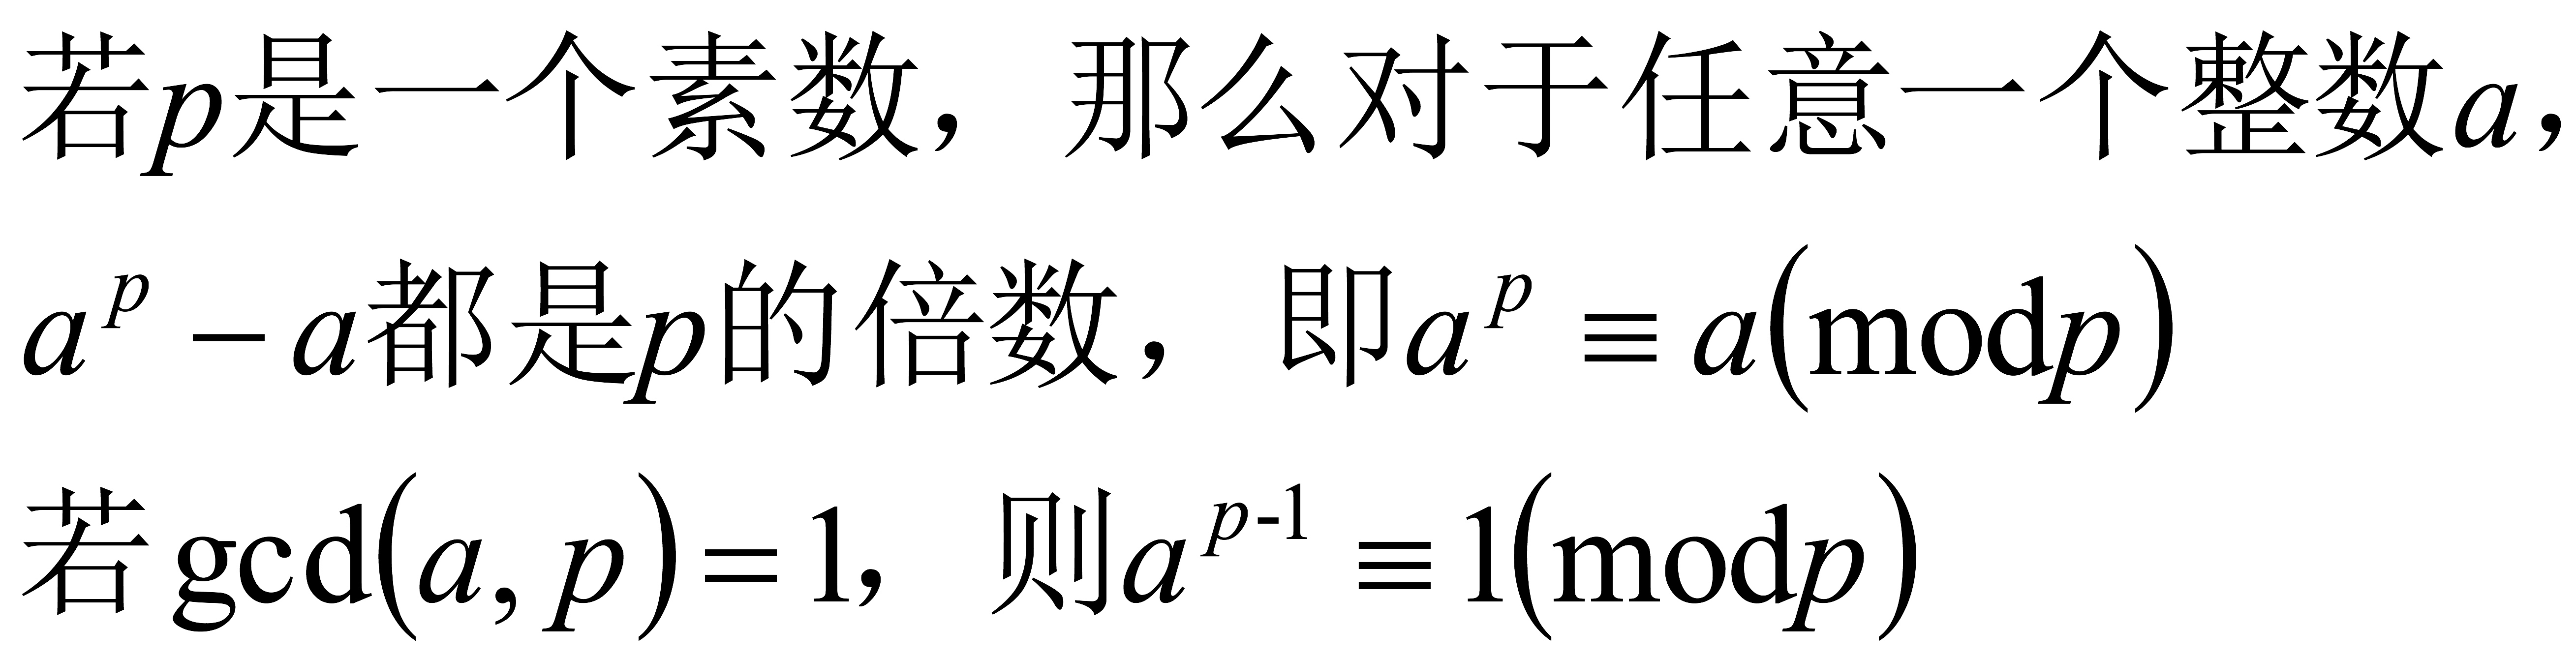 若p是一个素数，那么对于任意一个整数a，
a^p − a都是p的倍数，即a^p ≡ a(modp)
若gcd(a, p) = 1，则a^{p-1} ≡ 1(modp)